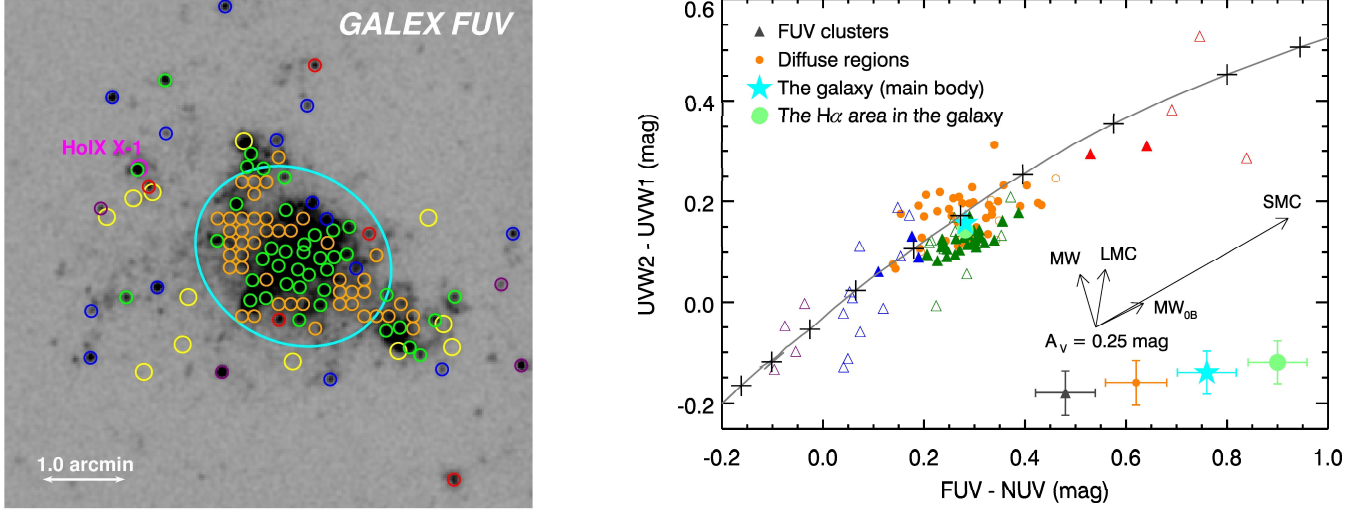 GALEX FUV
HoIX X-1
1.0 arcmin
FUV clusters
Diffuse regions
The galaxy (main body)
The Hα area in the galaxy
UVW2 - UVW1 (mag)
0.6
0.4
0.2
0.0
-0.2
SMC
MW
LMC
MW0B
AV = 0.25 mag
-0.2 0.0 0.2 0.4 0.6 0.8 1.0
FUV - NUV (mag)